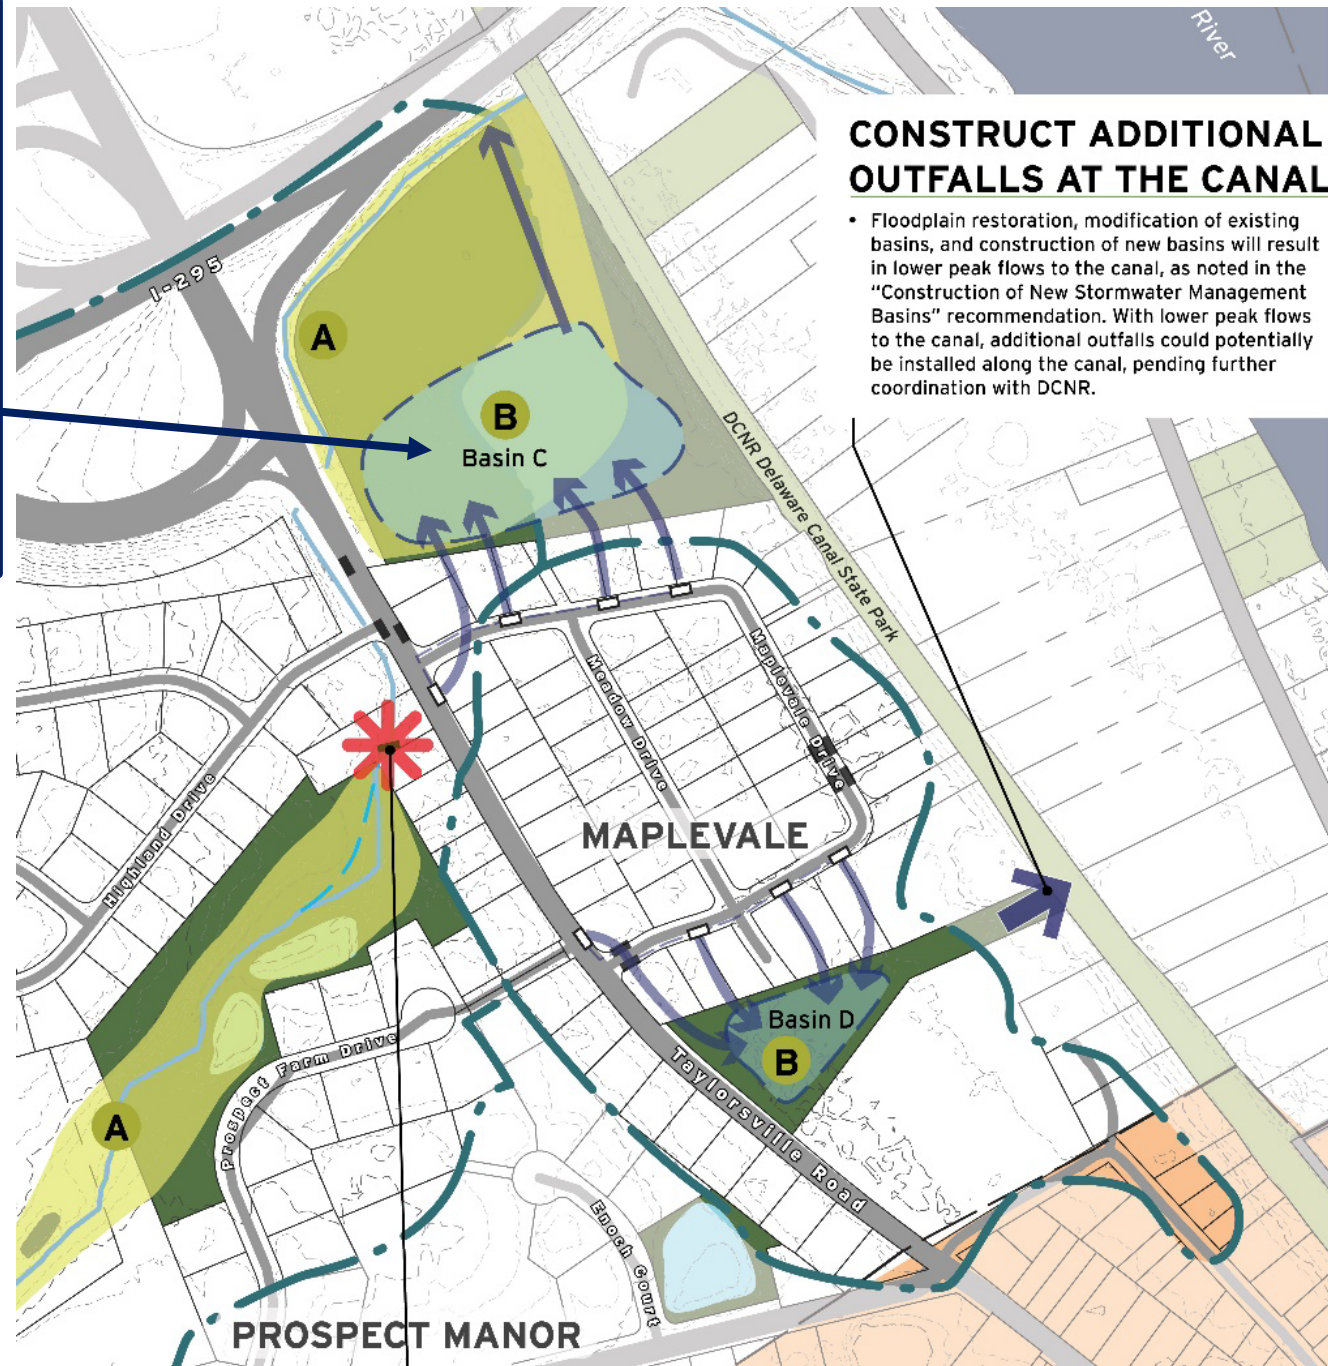 River
CONSTRUCT ADDITIONAL
OUTFALLS AT THE CANAL
• Floodplain restoration, modification of existing
basins, and construction of new basins will result
in lower peak flows to the canal, as noted in the
“Construction of New Stormwater Management
Basins” recommendation. With lower peak flows
to the canal, additional outfalls could potentially
be installed along the canal, pending further
coordination with DCNR.
I-295
A
B
Basin C
DCNR Delaware Canal State Park
Maplevale Drive
Meadow Drive
Highland Drive
MAPLEVALE
Basin D
B
Prospect Farm Drive
Taylorsville Road
A
Enoch Court
PROSPECT MANOR